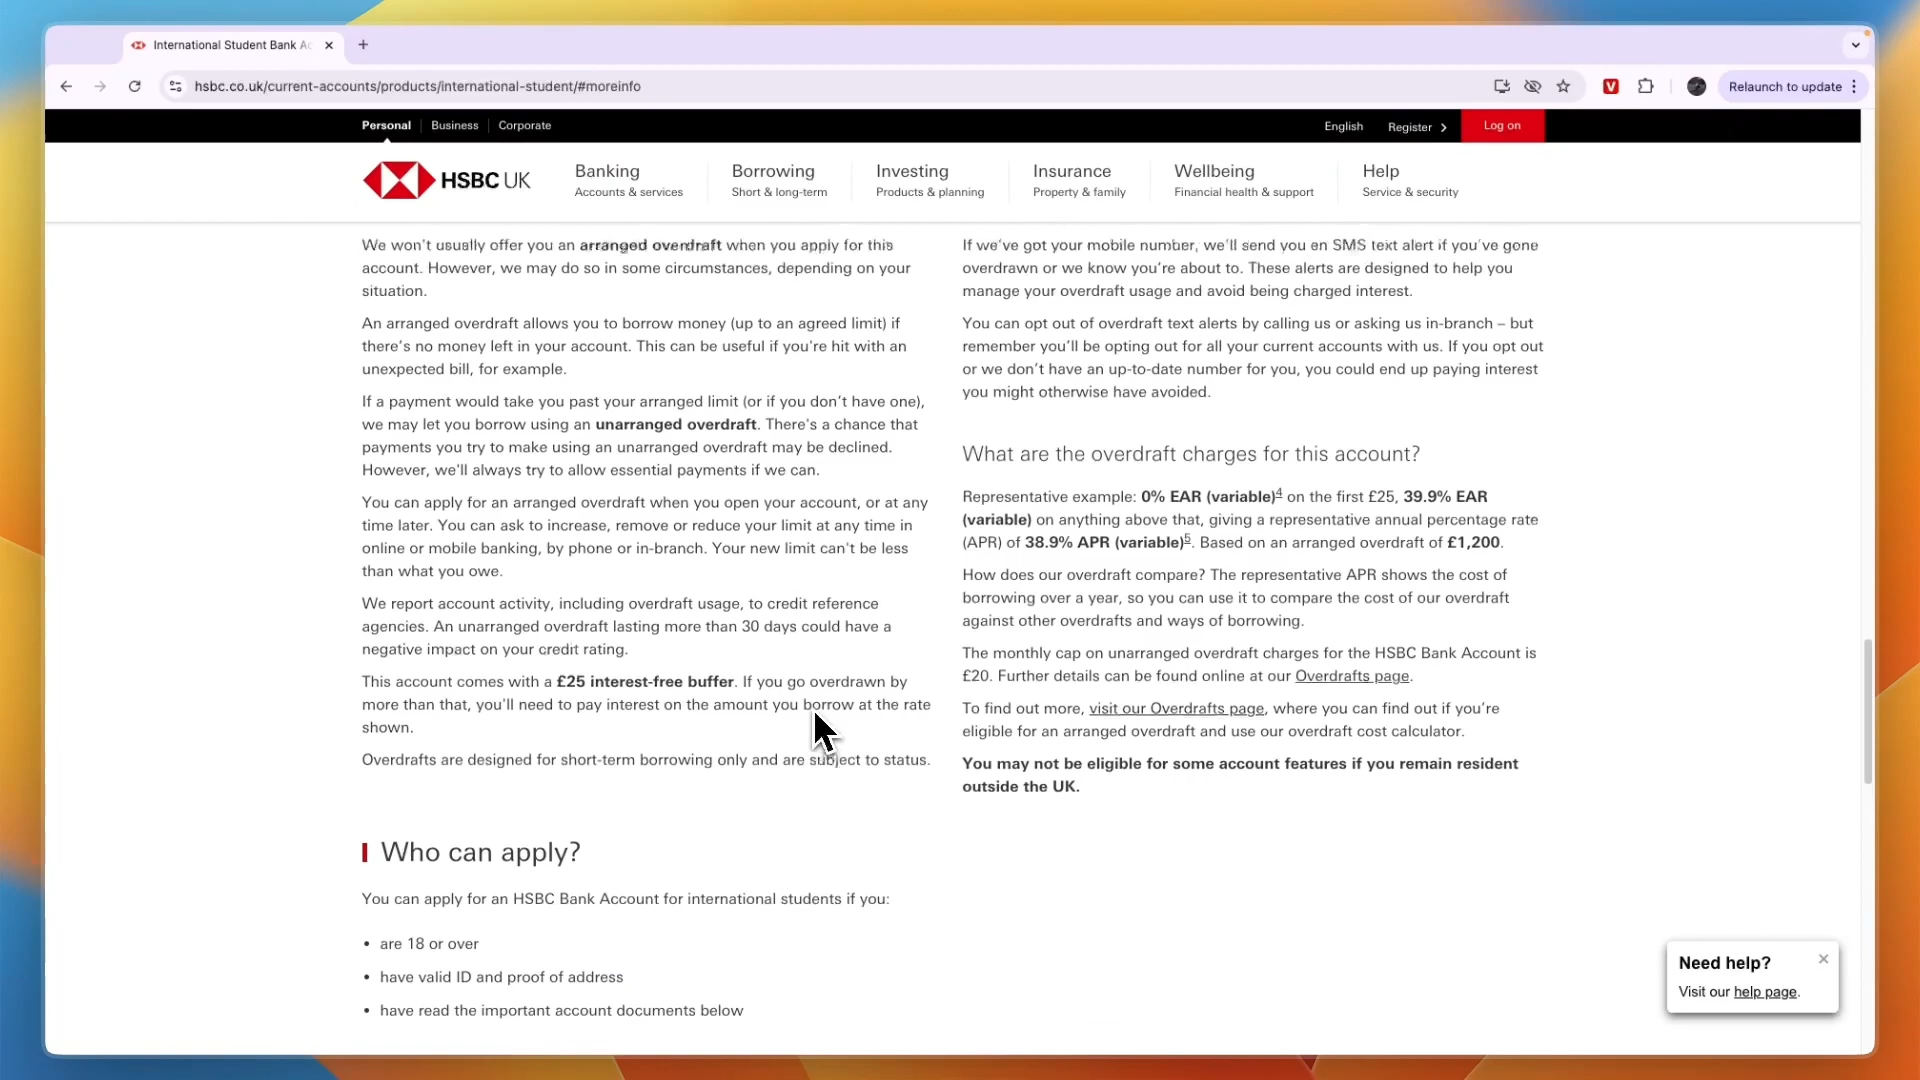 International Student Bank Ac
hsbc.co.uk/current-accounts/products/international-student/#moreinfo
V
Relaunch to update
Personal
Business
Corporate
English
Register
Log on
HSBC UK
Banking
Accounts & services
Borrowing
Short & long-term
Investing
Products & planning
Insurance
Property & family
Wellbeing
Financial health & support
Help
Service & security
We won't usually offer you an arranged overdraft when you apply for this
account. However, we may do so in some circumstances, depending on your
situation.
An arranged overdraft allows you to borrow money (up to an agreed limit) if
there's no money left in your account. This can be useful if you're hit with an
unexpected bill, for example.
If a payment would take you past your arranged limit (or if you don't have one),
we may let you borrow using an unarranged overdraft. There's a chance that
payments you try to make using an unarranged overdraft may be declined.
However, we'll always try to allow essential payments if we can.
You can apply for an arranged overdraft when you open your account, or at any
time later. You can ask to increase, remove or reduce your limit at any time in
online or mobile banking, by phone or in-branch. Your new limit can't be less
than what you owe.
We report account activity, including overdraft usage, to credit reference
agencies. An unarranged overdraft lasting more than 30 days could have a
negative impact on your credit rating.
This account comes with a £25 interest-free buffer. If you go overdrawn by
more than that, you'll need to pay interest on the amount you borrow at the rate
shown.
Overdrafts are designed for short-term borrowing only and are subject to status.
If we've got your mobile number, we'll send you en SMS text alert if you've gone
overdrawn or we know you're about to. These alerts are designed to help you
manage your overdraft usage and avoid being charged interest.
You can opt out of overdraft text alerts by calling us or asking us in-branch – but
remember you'll be opting out for all your current accounts with us. If you opt out
or we don't have an up-to-date number for you, you could end up paying interest
you might otherwise have avoided.
What are the overdraft charges for this account?
Representative example: 0% EAR (variable)4 on the first £25, 39.9% EAR
(variable) on anything above that, giving a representative annual percentage rate
(APR) of 38.9% APR (variable)5. Based on an arranged overdraft of £1,200.
How does our overdraft compare? The representative APR shows the cost of
borrowing over a year, so you can use it to compare the cost of our overdraft
against other overdrafts and ways of borrowing.
The monthly cap on unarranged overdraft charges for the HSBC Bank Account is
£20. Further details can be found online at our Overdrafts page.
To find out more, visit our Overdrafts page, where you can find out if you're
eligible for an arranged overdraft and use our overdraft cost calculator.
You may not be eligible for some account features if you remain resident
outside the UK.
Who can apply?
You can apply for an HSBC Bank Account for international students if you:
• are 18 or over
• have valid ID and proof of address
• have read the important account documents below
Need help?
Visit our help page.